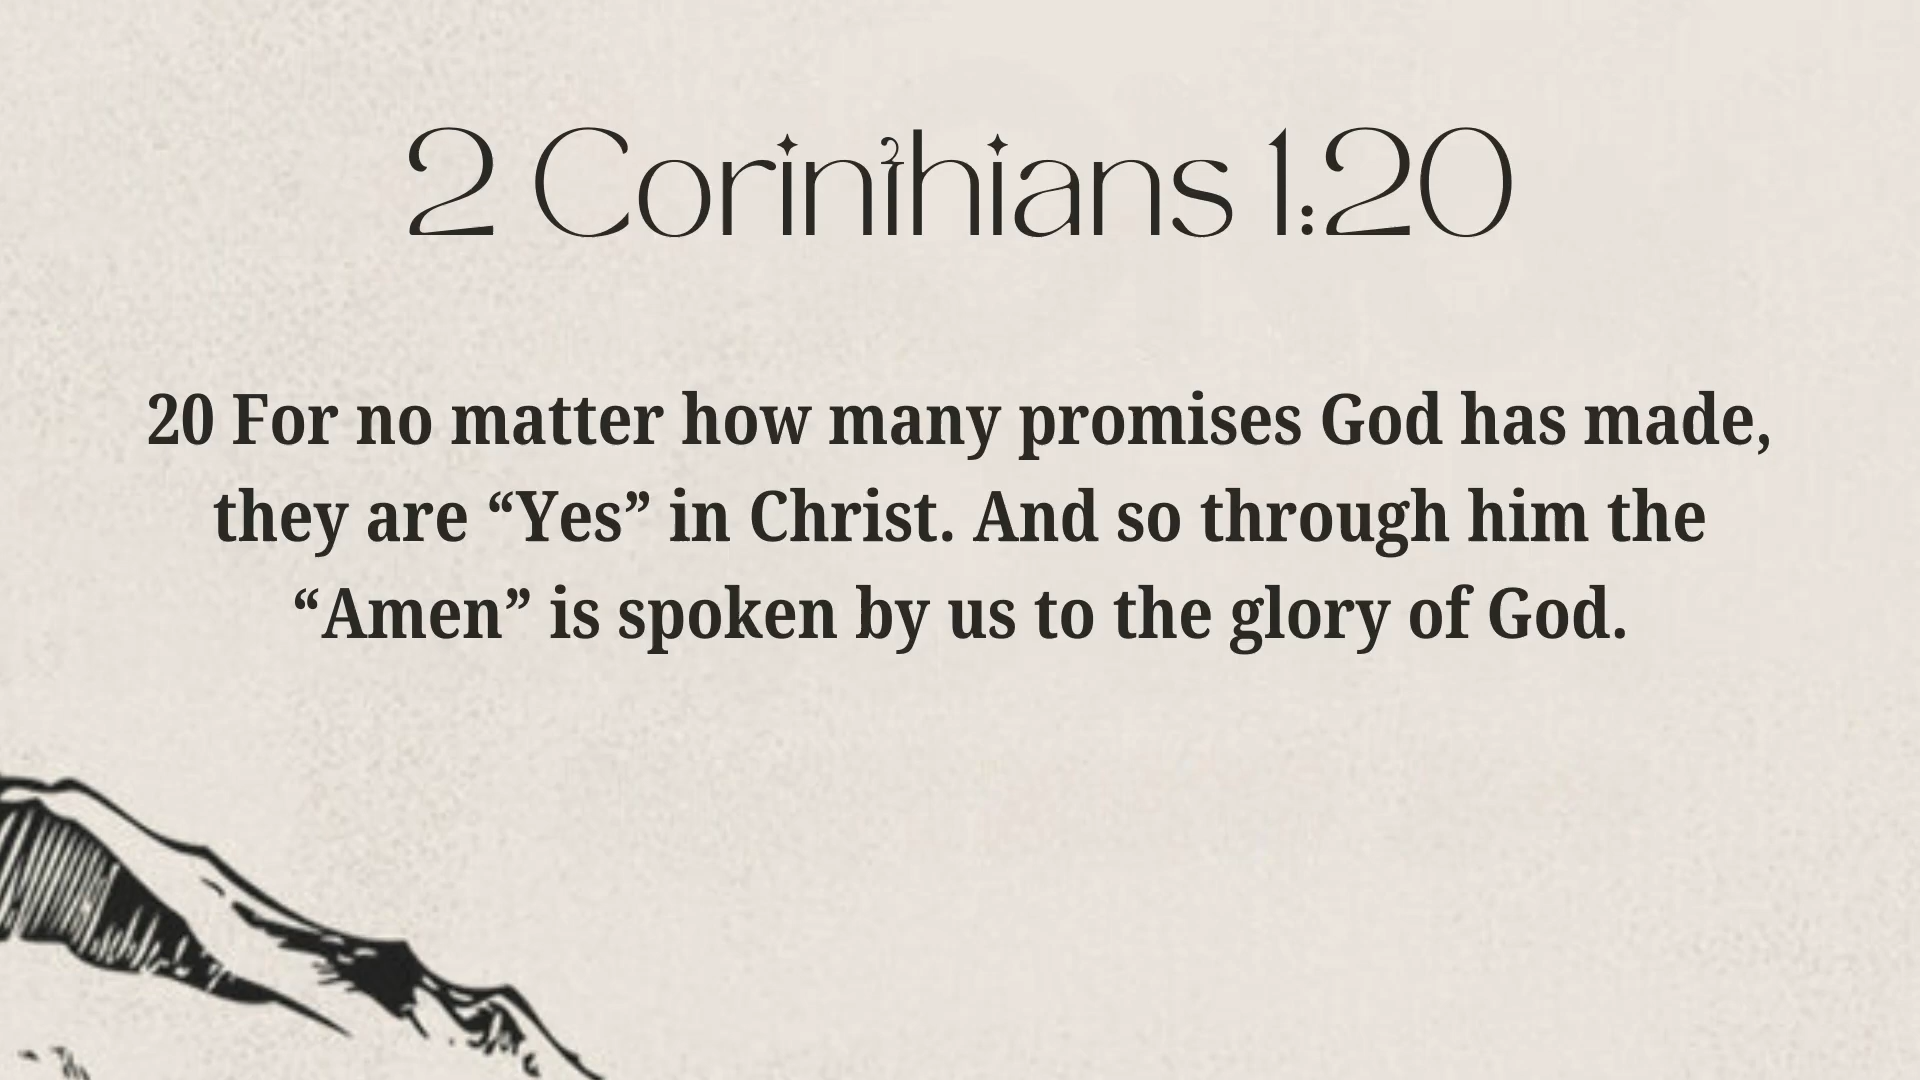 2 Corinthians 1:20
20 For no matter how many promises God has made,
they are “Yes” in Christ. And so through him the
“Amen” is spoken by us to the glory of God.